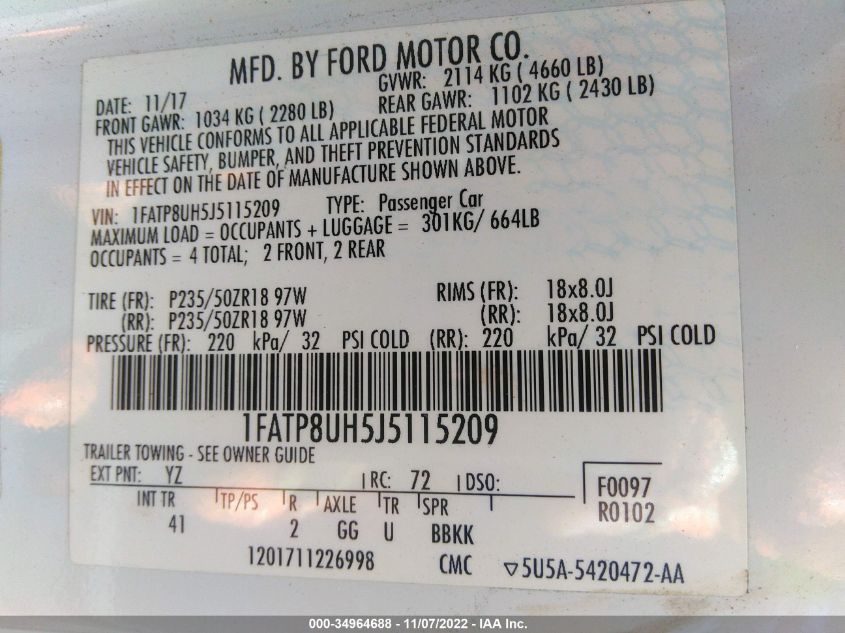 MFD. BY FORD MOTOR CO.
DATE: 11/17 GVWR: 2114 KG ( 4660 LB)
FRONT GAWR: 1034 KG ( 2280 LB) REAR GAWR: 1102 KG ( 2430 LB)
THIS VEHICLE CONFORMS TO ALL APPLICABLE FEDERAL MOTOR
VEHICLE SAFETY, BUMPER, AND THEFT PREVENTION STANDARDS
IN EFFECT ON THE DATE OF MANUFACTURE SHOWN ABOVE.
VIN: 1FATP8UH5J5115209 TYPE: Passenger Car
MAXIMUM LOAD = OCCUPANTS + LUGGAGE = 301KG/ 664LB
OCCUPANTS = 4 TOTAL; 2 FRONT, 2 REAR
TIRE (FR): P235/50ZR18 97W RIMS (FR): 18x8.0J
(RR): P235/50ZR18 97W (RR): 18x8.0J
PRESSURE (FR): 220 kPa/ 32 PSI COLD (RR): 220 kPa/ 32 PSI COLD
1FATP8UH5J5115209
TRAILER TOWING - SEE OWNER GUIDE
EXT PNT: YZ RC: 72 DSO: F0097
INT TR TP/PS R AXLE TR SPR R0102
41 2 GG U BBKK
1201711226998 CMC ▽5U5A-5420472-AA
000-34964688 - 11/07/2022 - IAA Inc.